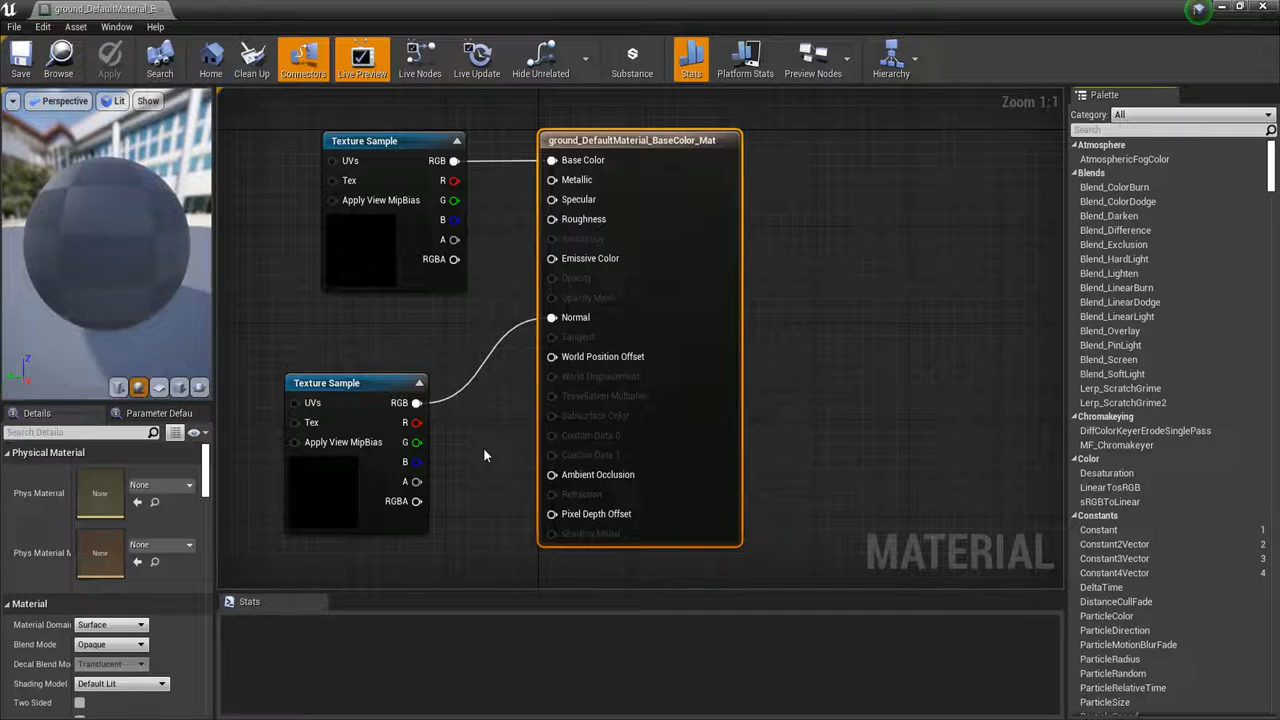 ground_DefaultMaterial_B
File Edit Asset Window Help
Save Browse Apply Search Home Clean Up Connectors Live Preview Live Nodes Live Update Hide Unrelated Substance Stats Platform Stats Preview Nodes Hierarchy
Perspective Lit Show
Zoom 1:1
Palette
Category: All
Search
Texture Sample
UVs RGB
Tex R
Apply View MipBias G
B
A
RGBA
Texture Sample
UVs RGB
Tex R
Apply View MipBias G
B
A
RGBA
ground_DefaultMaterial_BaseColor_Mat
Base Color
Metallic
Specular
Roughness
Anisotropy
Emissive Color
Opacity
Opacity Mask
Normal
Tangent
World Position Offset
World Displacement
Tessellation Multiplier
Subsurface Color
Custom Data 0
Custom Data 1
Ambient Occlusion
Refraction
Pixel Depth Offset
Shading Model
MATERIAL
Z
X
Details Parameter Defau
Search Details
Physical Material
Phys Material None None
Phys Material M None None
Material
Material Domai Surface
Blend Mode Opaque
Decal Blend Mo Translucent
Shading Model Default Lit
Two Sided
Stats
Atmosphere
AtmosphericFogColor
Blends
Blend_ColorBurn
Blend_ColorDodge
Blend_Darken
Blend_Difference
Blend_Exclusion
Blend_HardLight
Blend_Lighten
Blend_LinearBurn
Blend_LinearDodge
Blend_LinearLight
Blend_Overlay
Blend_PinLight
Blend_Screen
Blend_SoftLight
Lerp_ScratchGrime
Lerp_ScratchGrime2
Chromakeying
DiffColorKeyerErodeSinglePass
MF_Chromakeyer
Color
Desaturation
LinearTosRGB
sRGBToLinear
Constants
Constant 1
Constant2Vector 2
Constant3Vector 3
Constant4Vector 4
DeltaTime
DistanceCullFade
ParticleColor
ParticleDirection
ParticleMotionBlurFade
ParticleRadius
ParticleRandom
ParticleRelativeTime
ParticleSize